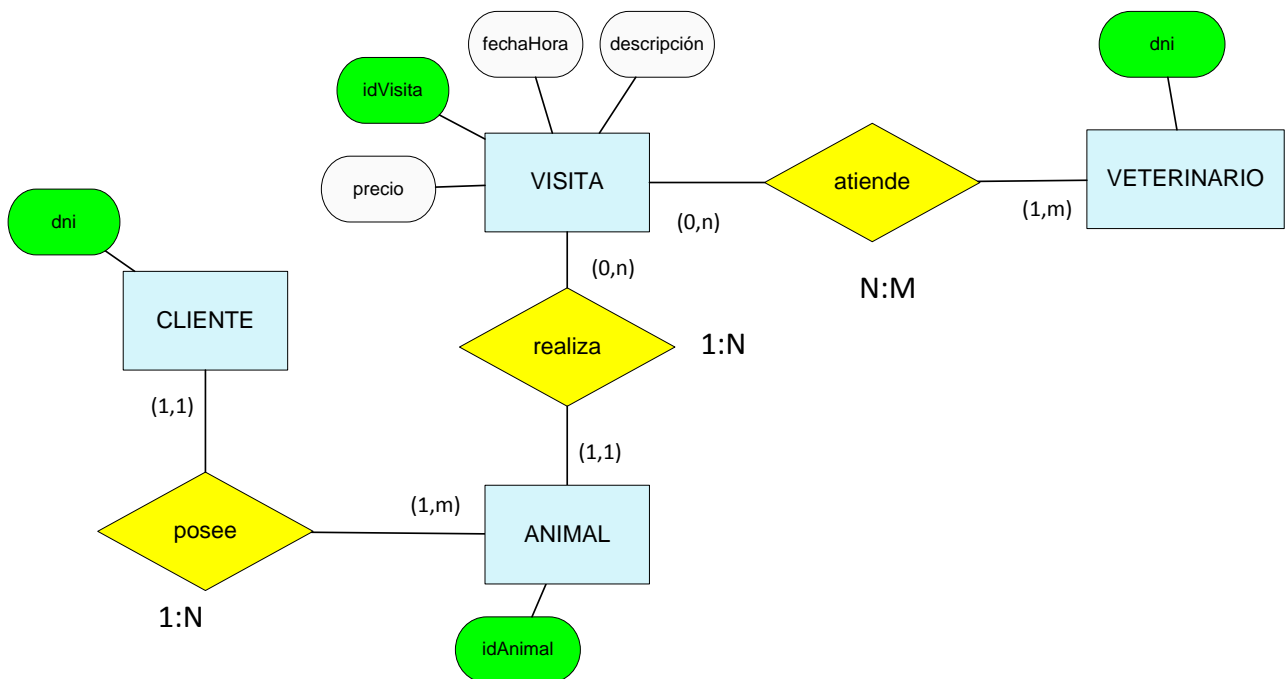 fechaHora
descripción
dni
idVisita
precio
VISITA
atiende
VETERINARIO
(0,n)
(1,m)
dni
N:M
(0,n)
CLIENTE
realiza
1:N
(1,1)
(1,1)
posee
(1,m)
ANIMAL
1:N
idAnimal